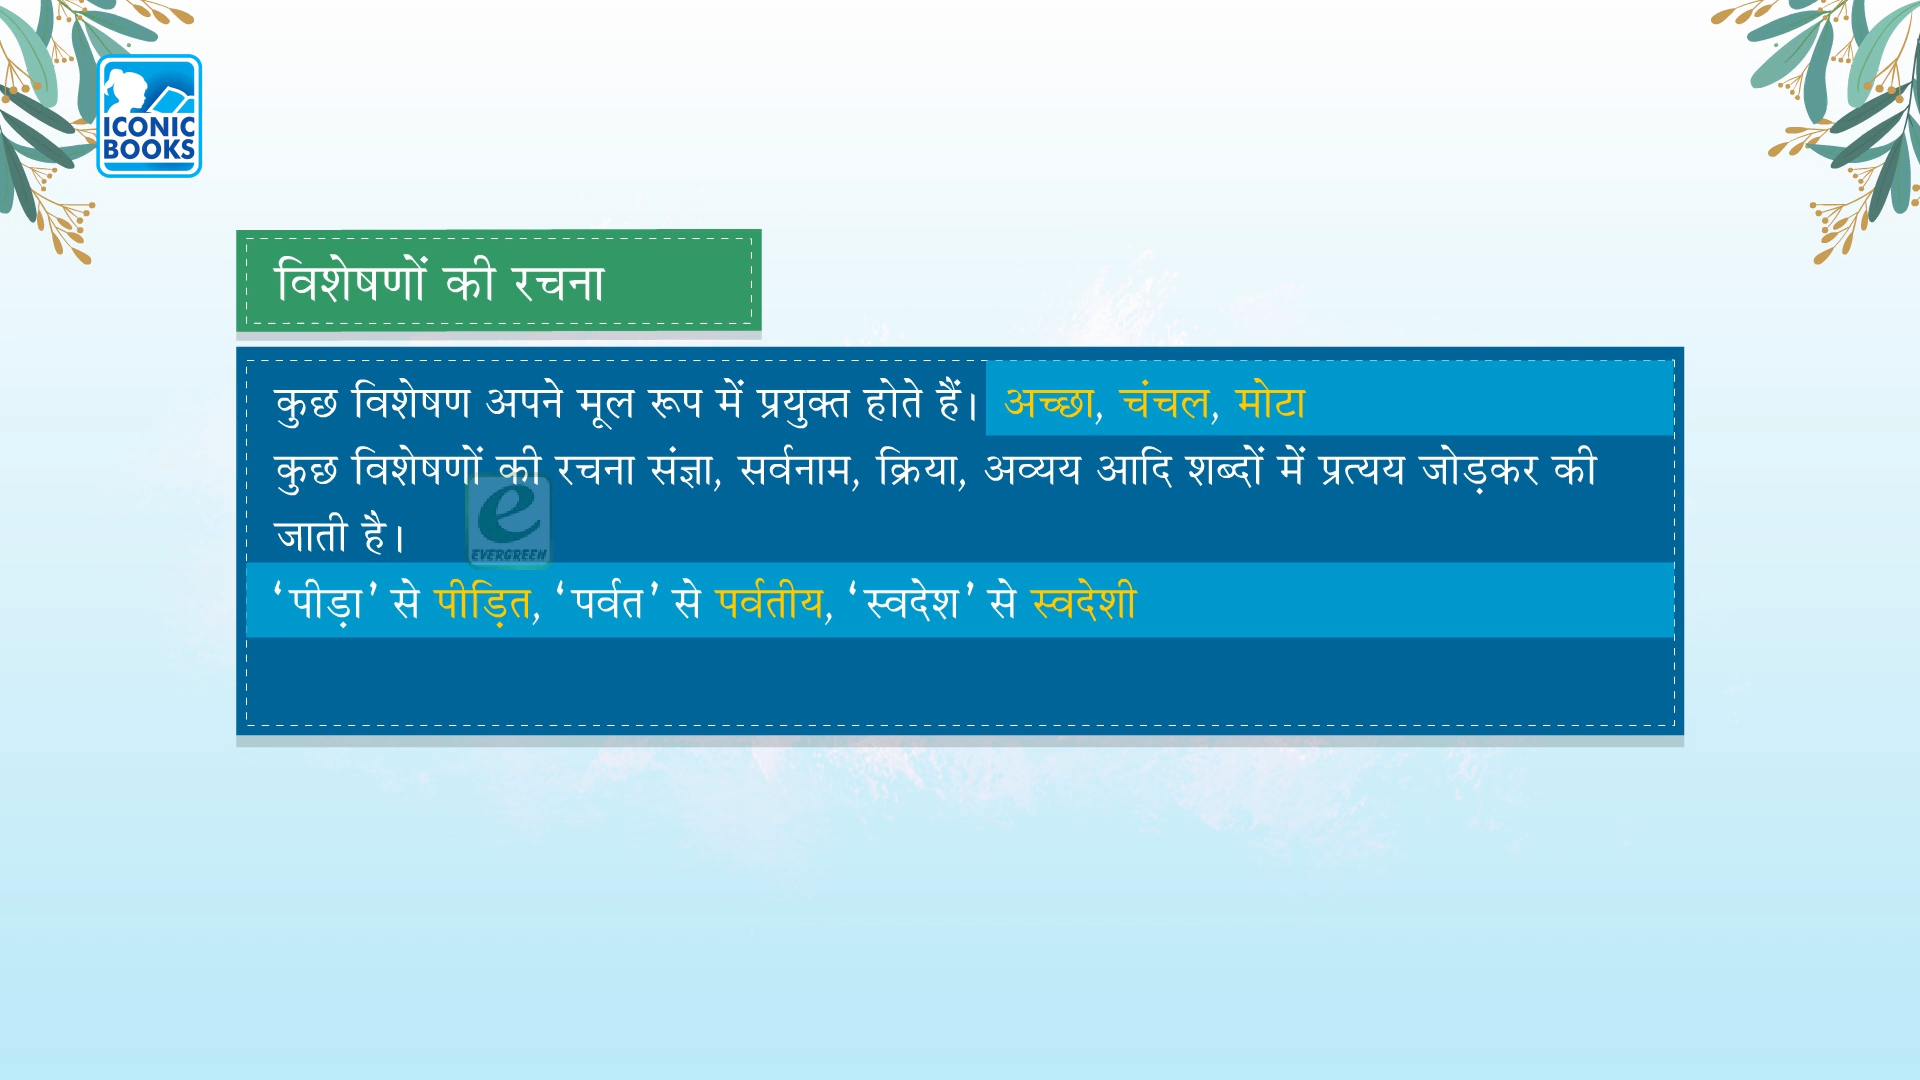 ICONIC
BOOKS
विशेषणों की रचना
कुछ विशेषण अपने मूल रूप में प्रयुक्त होते हैं। अच्छा, चंचल, मोटा
कुछ विशेषणों की रचना संज्ञा, सर्वनाम, क्रिया, अव्यय आदि शब्दों में प्रत्यय जोड़कर की
जाती है।
e
EVERGREEN
‘पीड़ा’ से पीड़ित, ‘पर्वत’ से पर्वतीय, ‘स्वदेश’ से स्वदेशी